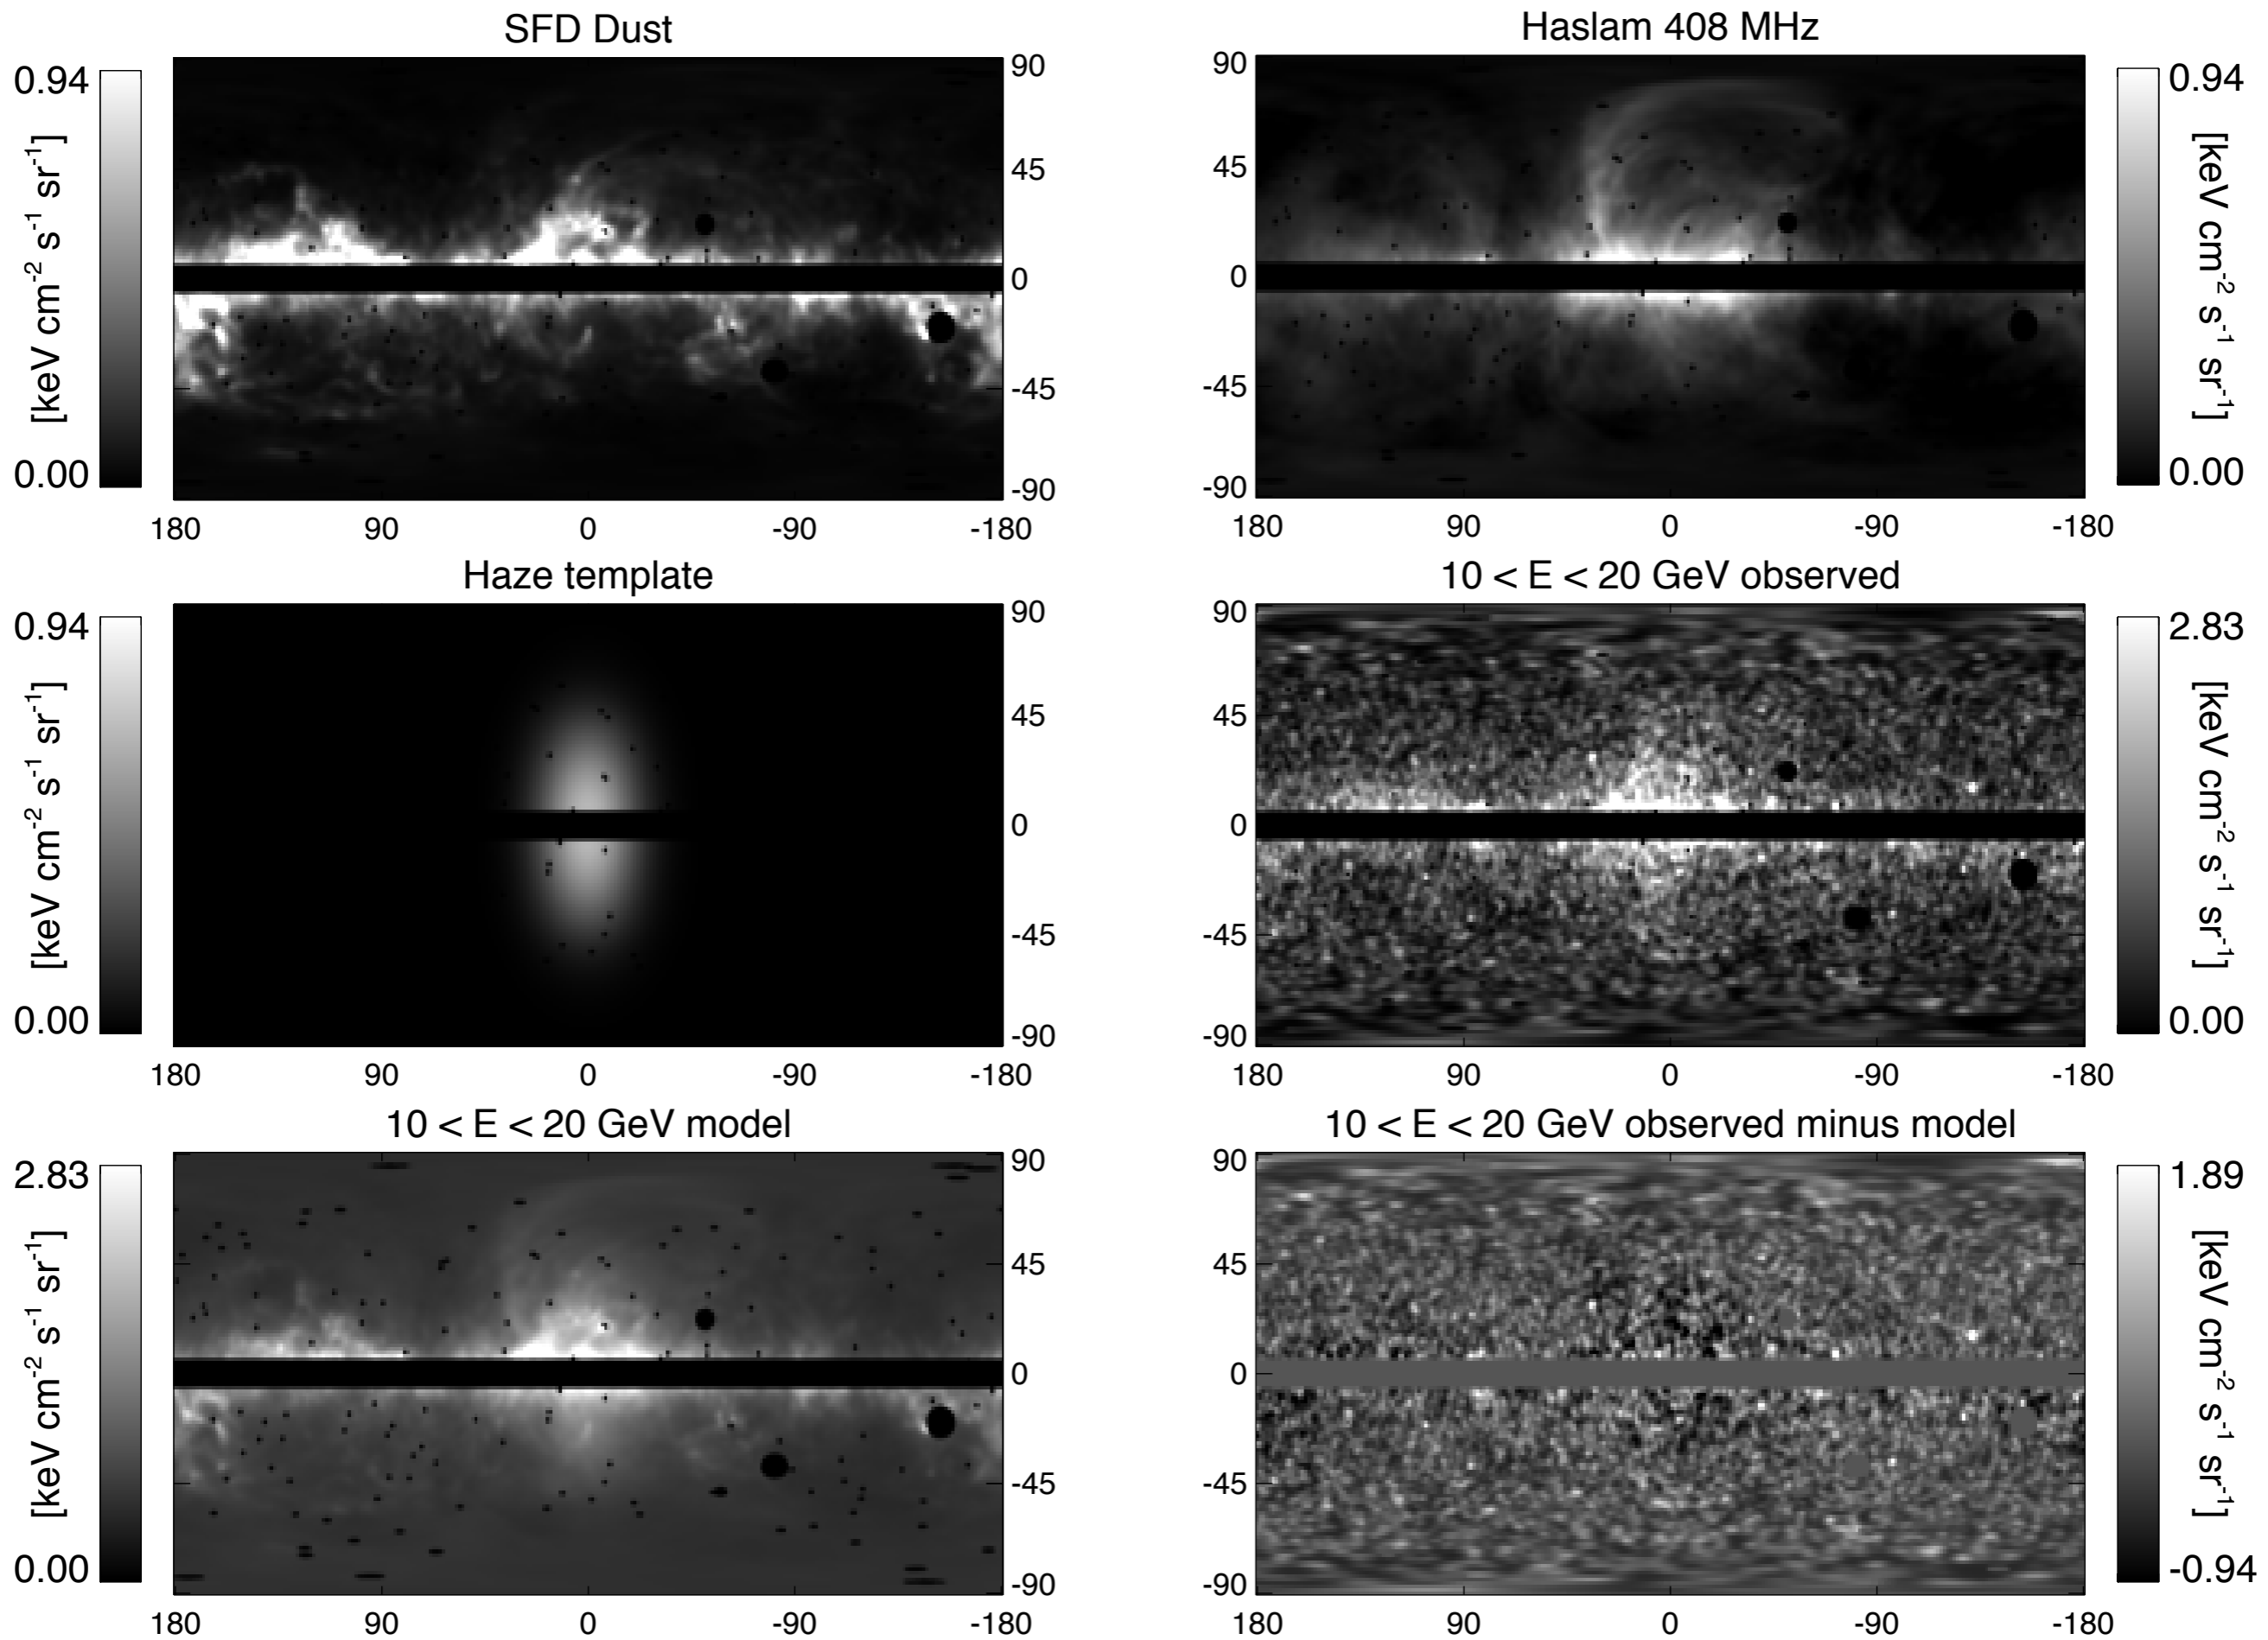 SFD Dust
0.94
[keV cm-2 s-1 sr-1]
0.00
90
45
0
-45
-90
180 90 0 -90 -180
Haslam 408 MHz
90
45
0
-45
-90
180 90 0 -90 -180
0.94
[keV cm-2 s-1 sr-1]
0.00
Haze template
0.94
[keV cm-2 s-1 sr-1]
0.00
90
45
0
-45
-90
180 90 0 -90 -180
10 < E < 20 GeV observed
90
45
0
-45
-90
180 90 0 -90 -180
2.83
[keV cm-2 s-1 sr-1]
0.00
10 < E < 20 GeV model
2.83
[keV cm-2 s-1 sr-1]
0.00
90
45
0
-45
-90
180 90 0 -90 -180
10 < E < 20 GeV observed minus model
90
45
0
-45
-90
180 90 0 -90 -180
1.89
[keV cm-2 s-1 sr-1]
-0.94